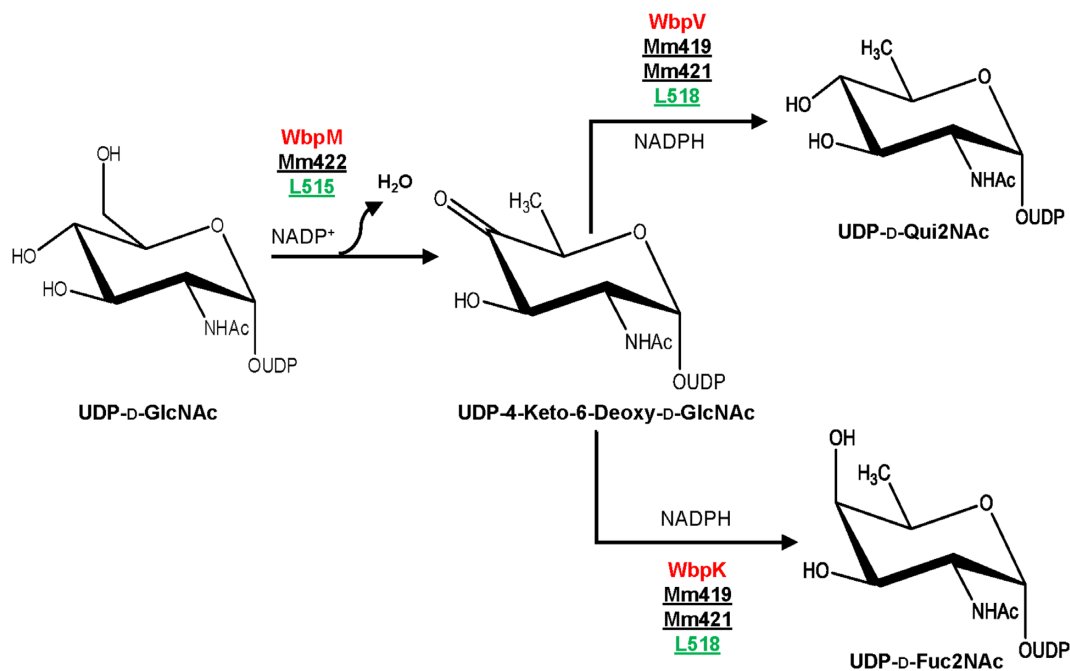 WbpV
Mm419
Mm421
L518
NADPH
H₃C
O
HO
HO
NHAc
OUDP
UDP-D-Qui2NAc
WbpM
Mm422
L515
H₂O
NADP⁺
OH
O
HO
HO
NHAc
OUDP
UDP-D-GlcNAc
O
H₃C
O
HO
NHAc
OUDP
UDP-4-Keto-6-Deoxy-D-GlcNAc
NADPH
WbpK
Mm419
Mm421
L518
OH
H₃C
O
HO
NHAc
OUDP
UDP-D-Fuc2NAc